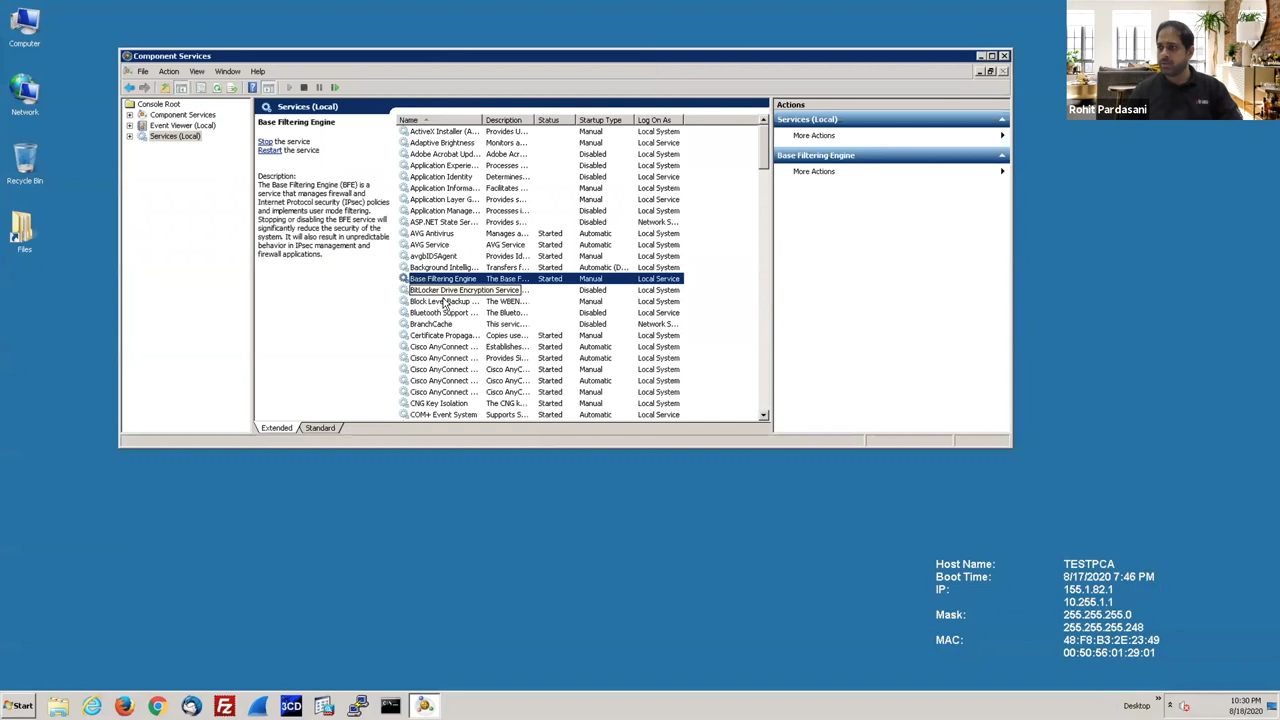 Computer
Network
Recycle Bin
Files
Component Services
File Action View Window Help
Console Root
Component Services
Event Viewer (Local)
Services (Local)
Services (Local)
Base Filtering Engine
Stop the service
Restart the service
Description:
The Base Filtering Engine (BFE) is a
service that manages firewall and
Internet Protocol security (IPsec) policies
and implements user mode filtering.
Stopping or disabling the BFE service will
significantly reduce the security of the
system. It will also result in unpredictable
behavior in IPsec management and
firewall applications.
Name Description Status Startup Type Log On As
ActiveX Installer (A... Provides U... Manual Local System
Adaptive Brightness Monitors a... Manual Local Service
Adobe Acrobat Upd... Adobe Acr... Disabled Local System
Application Experie... Processes ... Disabled Local System
Application Identity Determines... Disabled Local Service
Application Informa... Facilitates ... Manual Local System
Application Layer G... Provides s... Manual Local Service
Application Manage... Processes i... Disabled Local System
ASP.NET State Ser... Provides s... Disabled Network S...
AVG Antivirus Manages a... Started Automatic Local System
AVG Service AVG Service Started Automatic Local System
avgbIDSAgent Provides Id... Started Manual Local System
Background Intellig... Transfers f... Started Automatic (D... Local System
Base Filtering Engine The Base F... Started Manual Local Service
BitLocker Drive Encryption Service ... Disabled Local System
Block Level Backup ... The WBEN... Manual Local System
Bluetooth Support ... The Blueto... Disabled Local Service
BranchCache This servic... Disabled Network S...
Certificate Propaga... Copies use... Started Manual Local System
Cisco AnyConnect ... Establishes... Started Automatic Local System
Cisco AnyConnect ... Provides Si... Started Automatic Local System
Cisco AnyConnect ... Cisco AnyC... Started Manual Local System
Cisco AnyConnect ... Cisco AnyC... Started Automatic Local System
Cisco AnyConnect ... Cisco AnyC... Started Manual Local System
CNG Key Isolation The CNG k... Started Manual Local System
COM+ Event System Supports S... Started Automatic Local Service
Extended Standard
Actions
Services (Local)
More Actions
Base Filtering Engine
More Actions
Rohit Pardasani
Host Name: TESTPCA
Boot Time: 8/17/2020 7:46 PM
IP: 155.1.82.1
10.255.1.1
Mask: 255.255.255.0
255.255.255.248
MAC: 48:F8:B3:2E:23:49
00:50:56:01:29:01
Start
3CD
Desktop
10:30 PM
8/18/2020